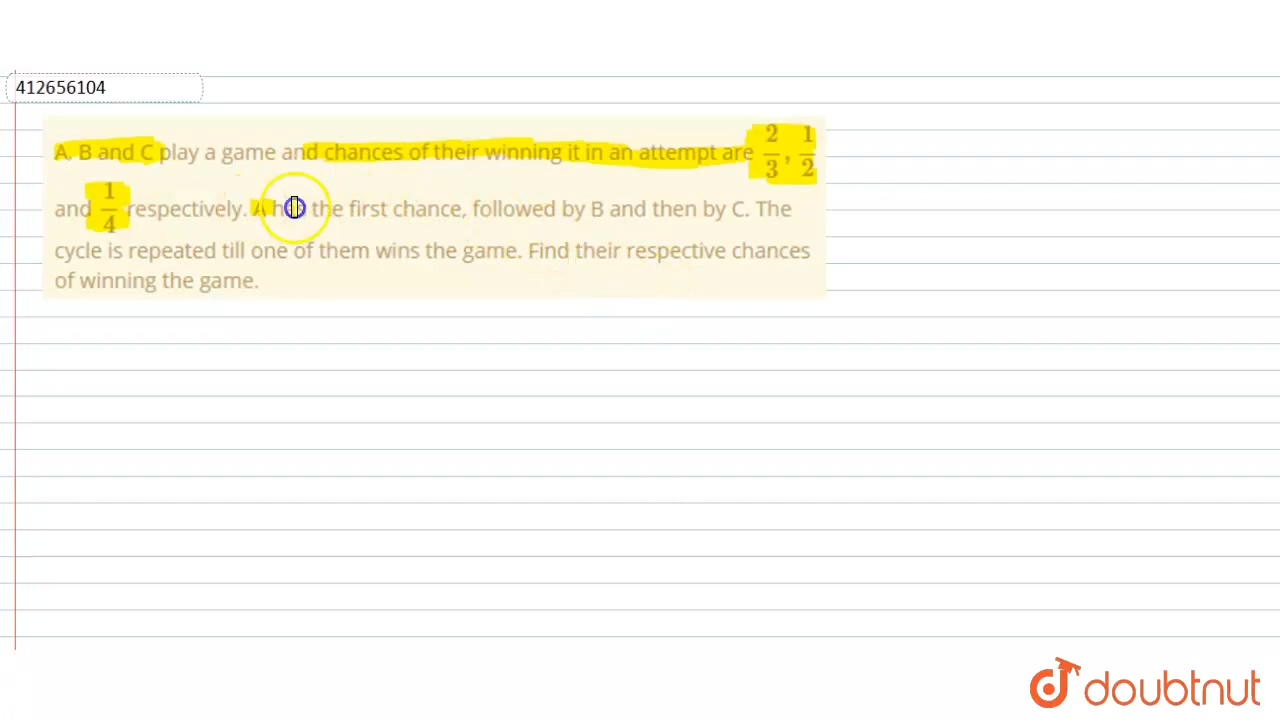 412656104
A. B and C play a game and chances of their winning it in an attempt are 2/3, 1/2
and 1/4 respectively. A has the first chance, followed by B and then by C. The
cycle is repeated till one of them wins the game. Find their respective chances
of winning the game.
doubtnut